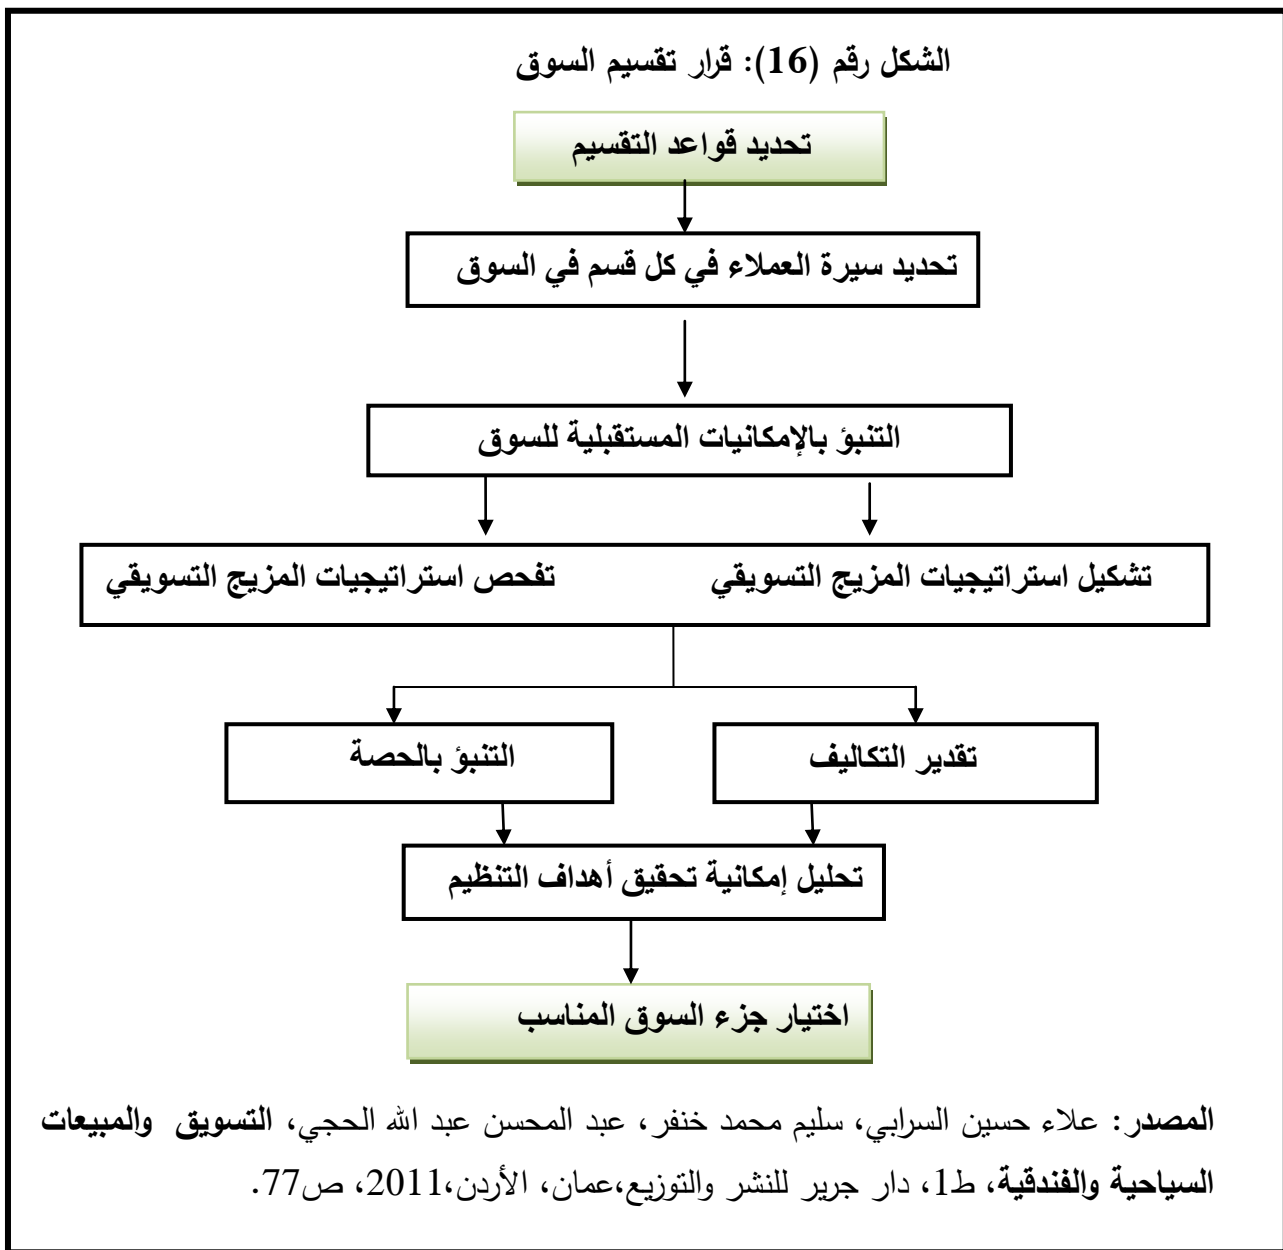 الشكل رقم (16): قرار تقسيم السوق
تحديد قواعد التقسيم
تحديد سيرة العملاء في كل قسم في السوق
التنبؤ بالإمكانيات المستقبلية للسوق
تشكيل استراتيجيات المزيج التسويقي
تفحص استراتيجيات المزيج التسويقي
تقدير التكاليف
التنبؤ بالحصة
تحليل إمكانية تحقيق أهداف التنظيم
اختيار جزء السوق المناسب
المصدر: علاء حسين السرابي، سليم محمد خنفر، عبد المحسن عبد الله الحجي، التسويق والمبيعات
السياحية والفندقية، ط1، دار جرير للنشر والتوزيع،عمان، الأردن،2011، ص77.